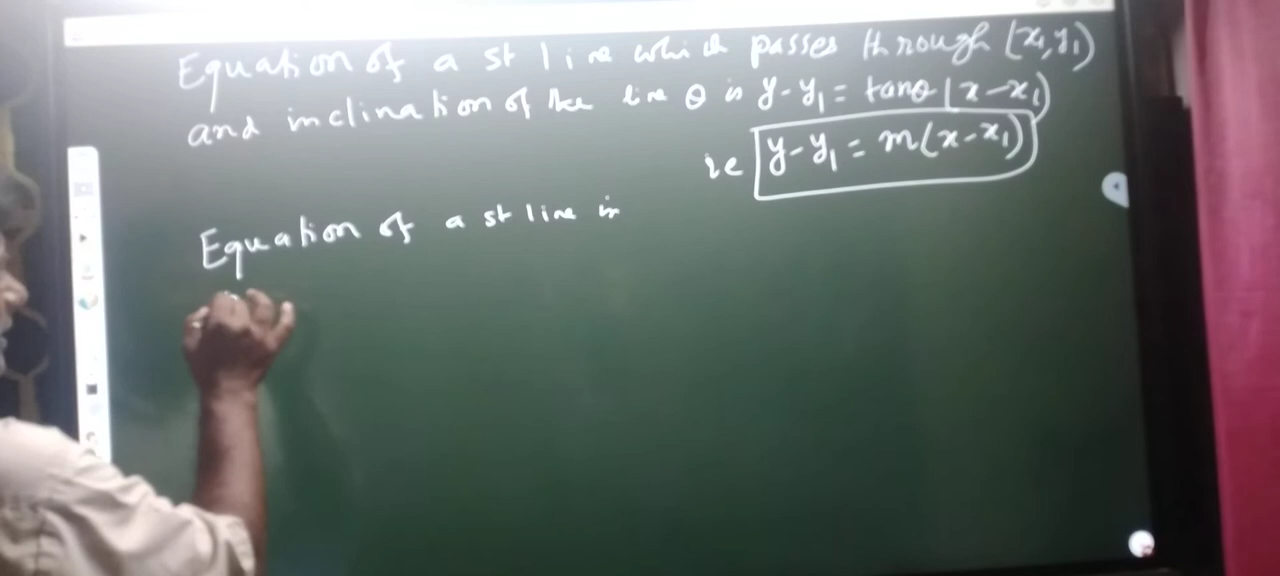 Equation of a st line which passes through (x₁, y₁)
and inclination of the line θ is y - y₁ = tanθ (x - x₁)
ie y - y₁ = m(x - x₁)
Equation of a st line in